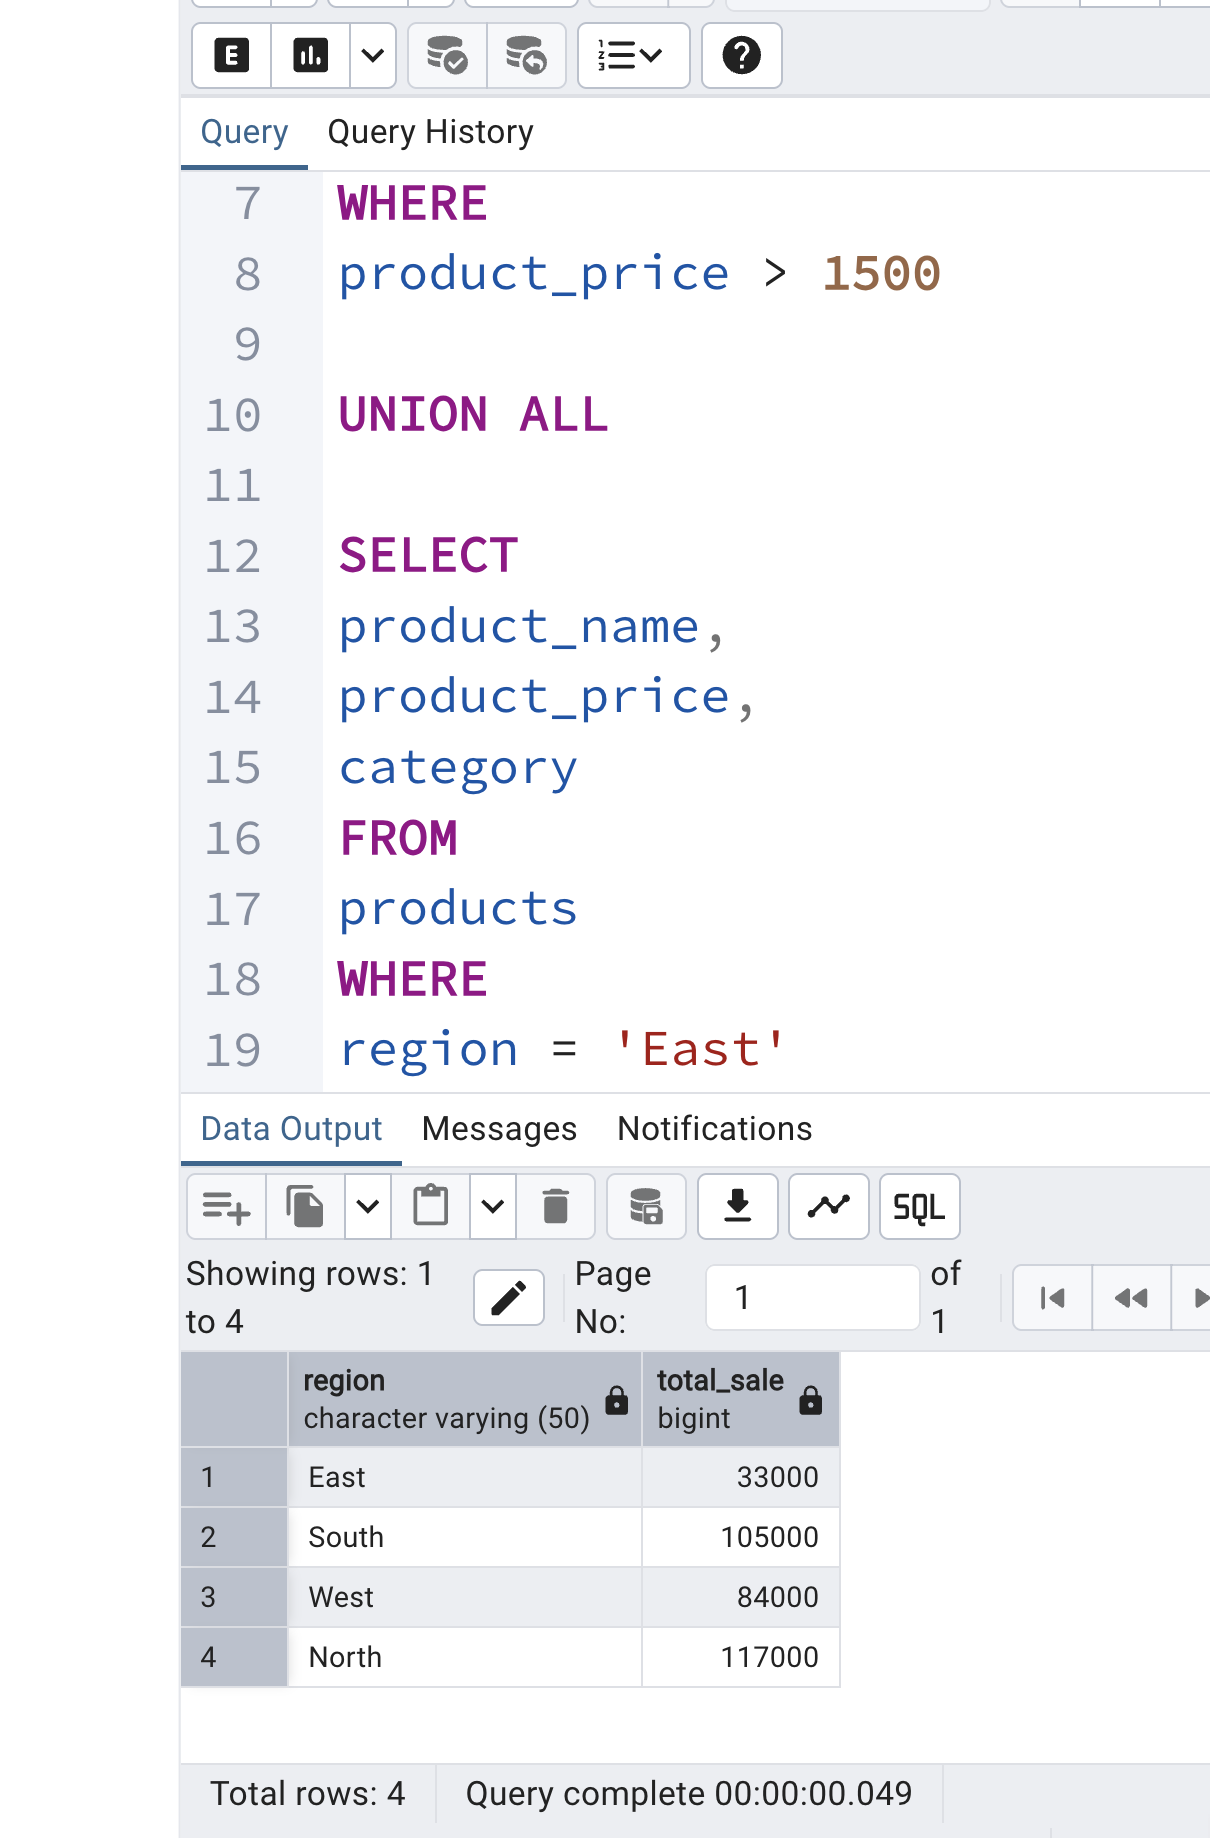 E
Query Query History
7 WHERE
8 product_price > 1500
9
10 UNION ALL
11
12 SELECT
13 product_name,
14 product_price,
15 category
16 FROM
17 products
18 WHERE
19 region = 'East'
Data Output Messages Notifications
SQL
Showing rows: 1
to 4
Page
No:
1
of
1
region total_sale
character varying (50) bigint
1 East 33000
2 South 105000
3 West 84000
4 North 117000
Total rows: 4 Query complete 00:00:00.049